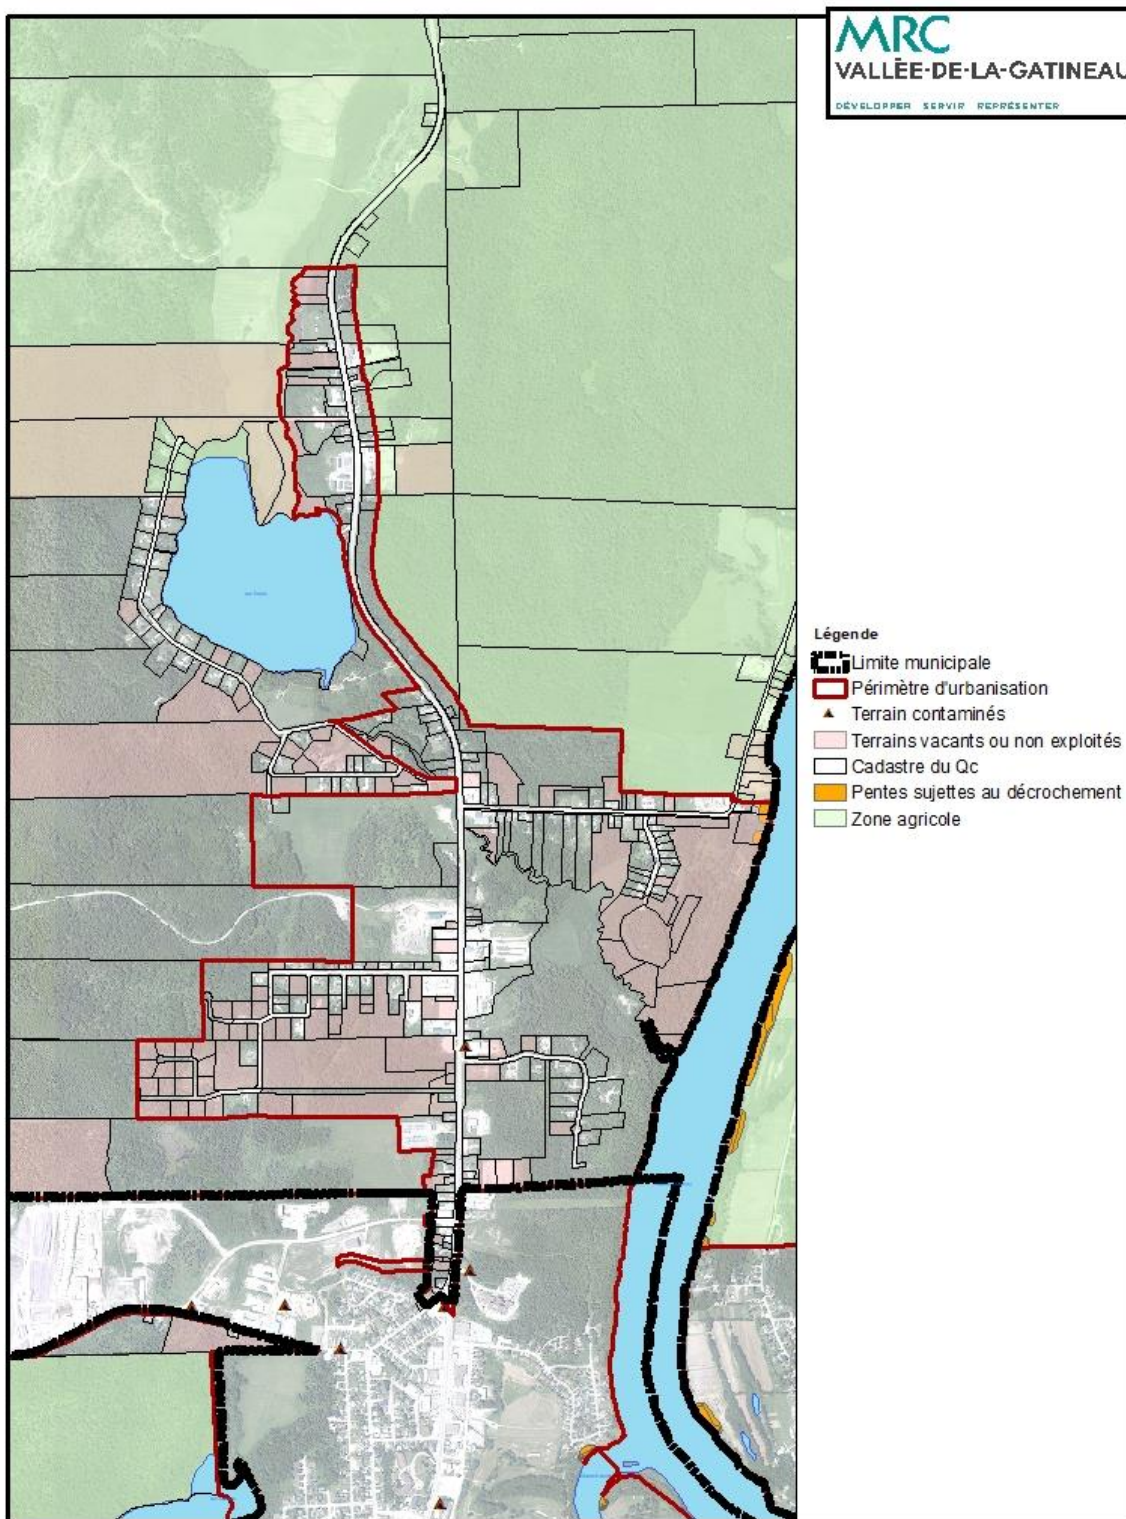 MRC
VALLÉE-DE-LA-GATINEAU
DÉVELOPPER SERVIR REPRÉSENTER
Légende
Limite municipale
Périmètre d'urbanisation
Terrain contaminés
Terrains vacants ou non exploités
Cadastre du Qc
Pentes sujettes au décrochement
Zone agricole